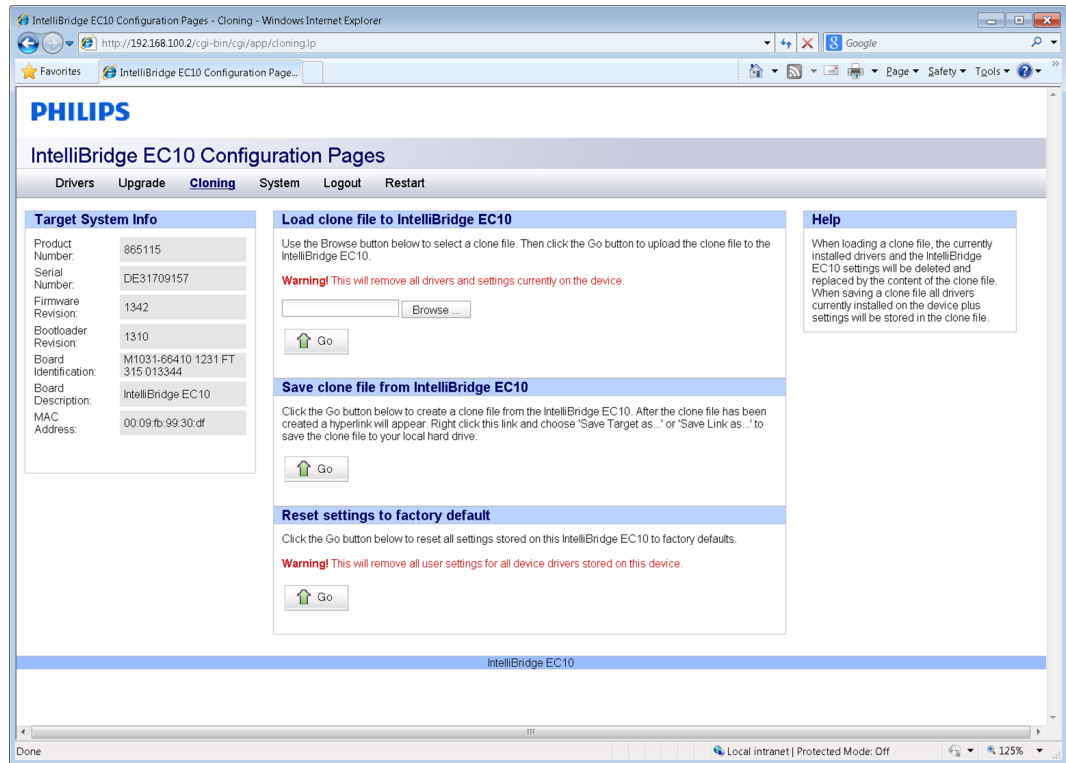 IntelliBridge EC10 Configuration Pages - Cloning - Windows Internet Explorer
http://192.168.100.2/cgi-bin/cgi/app/cloning.lp
Google
Favorites
IntelliBridge EC10 Configuration Page...
Page
Safety
Tools
PHILIPS
IntelliBridge EC10 Configuration Pages
Drivers Upgrade Cloning System Logout Restart
Target System Info
Product
Number:
865115
Serial
Number:
DE31709157
Firmware
Revision:
1342
Bootloader
Revision:
1310
Board
Identification:
M1031-66410 1231 FT
315 013344
Board
Description:
IntelliBridge EC10
MAC
Address:
00:09:fb:99:30:df
Load clone file to IntelliBridge EC10
Use the Browse button below to select a clone file. Then click the Go button to upload the clone file to the
IntelliBridge EC10.
Warning! This will remove all drivers and settings currently on the device.
Browse ...
Go
Save clone file from IntelliBridge EC10
Click the Go button below to create a clone file from the IntelliBridge EC10. After the clone file has been
created a hyperlink will appear. Right click this link and choose 'Save Target as...' or 'Save Link as...' to
save the clone file to your local hard drive.
Go
Reset settings to factory default
Click the Go button below to reset all settings stored on this IntelliBridge EC10 to factory defaults.
Warning! This will remove all user settings for all device drivers stored on this device.
Go
Help
When loading a clone file, the currently
installed drivers and the IntelliBridge
EC10 settings will be deleted and
replaced by the content of the clone file.
When saving a clone file all drivers
currently installed on the device plus
settings will be stored in the clone file.
IntelliBridge EC10
Done
Local intranet | Protected Mode: Off
125%